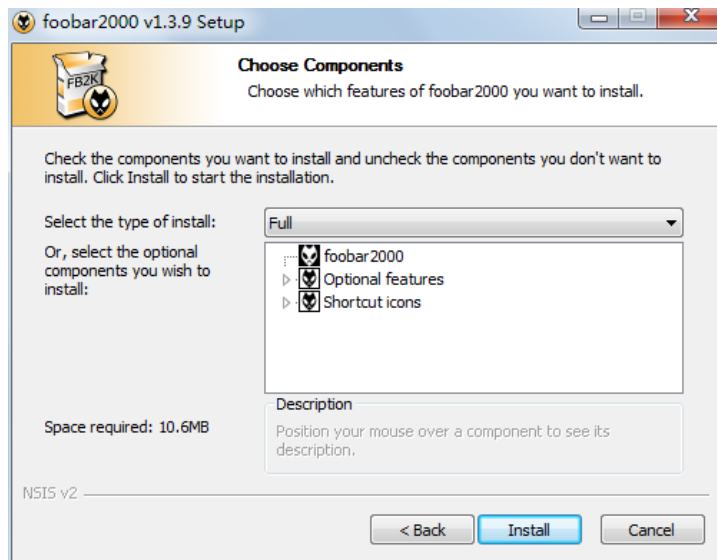 foobar2000 v1.3.9 Setup
FB2K
Choose Components
Choose which features of foobar2000 you want to install.
Check the components you want to install and uncheck the components you don't want to
install. Click Install to start the installation.
Select the type of install:
Full
Or, select the optional
components you wish to
install:
foobar2000
Optional features
Shortcut icons
Space required: 10.6MB
Description
Position your mouse over a component to see its
description.
NSIS v2
< Back
Install
Cancel